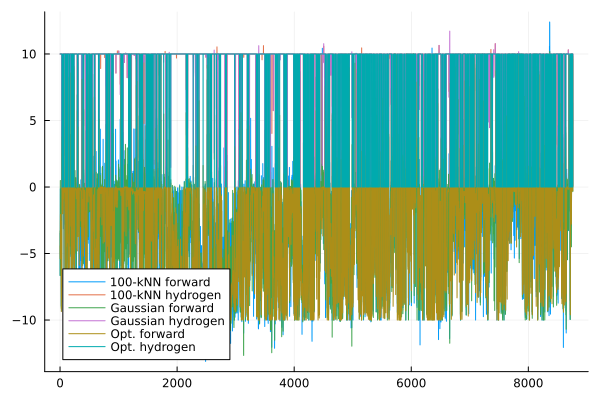 10
5
0
−5
−10
100-kNN forward
100-kNN hydrogen
Gaussian forward
Gaussian hydrogen
Opt. forward
Opt. hydrogen
0 2000 4000 6000 8000